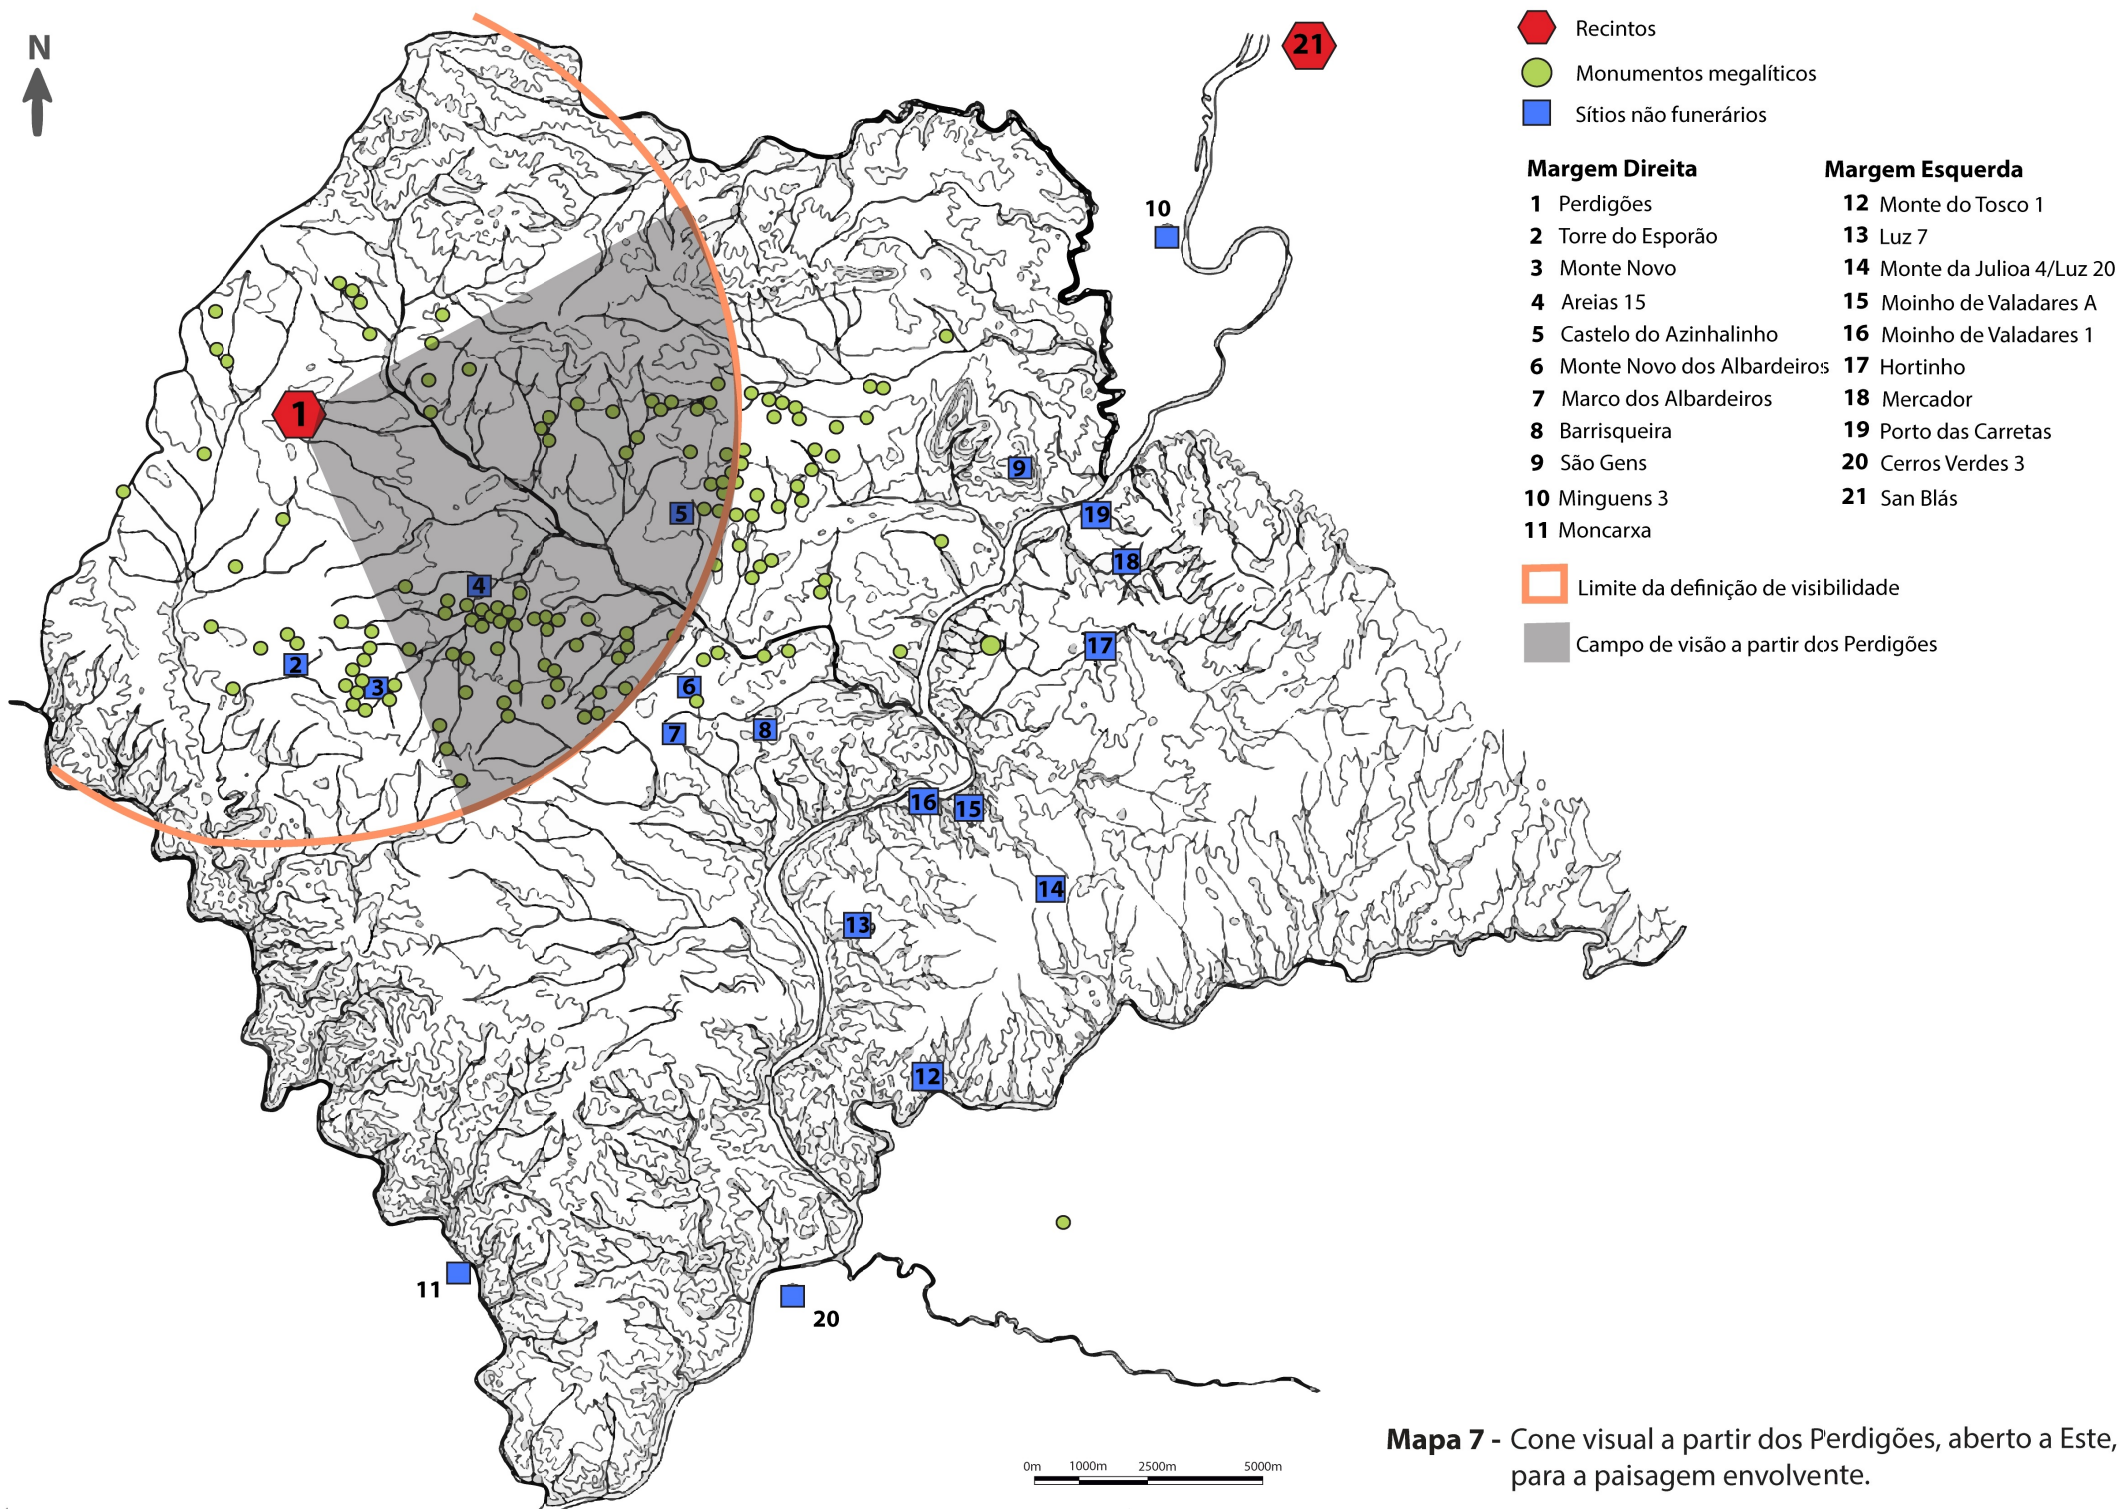 N
Recintos
Monumentos megalíticos
Sítios não funerários
Margem Direita
1 Perdigões
2 Torre do Esporão
3 Monte Novo
4 Areias 15
5 Castelo do Azinhalinho
6 Monte Novo dos Albardeiros
7 Marco dos Albardeiros
8 Barrisqueira
9 São Gens
10 Minguens 3
11 Moncarxa
Margem Esquerda
12 Monte do Tosco 1
13 Luz 7
14 Monte da Julioa 4/Luz 20
15 Moinho de Valadares A
16 Moinho de Valadares 1
17 Hortinho
18 Mercador
19 Porto das Carretas
20 Cerros Verdes 3
21 San Blás
Limite da definição de visibilidade
Campo de visão a partir dos Perdigões
21
10
1
9
5
19
18
4
17
2
3
6
7
8
16
15
14
13
12
11
20
0m 1000m 2500m 5000m
Mapa 7 - Cone visual a partir dos Perdigões, aberto a Este,
para a paisagem envolvente.